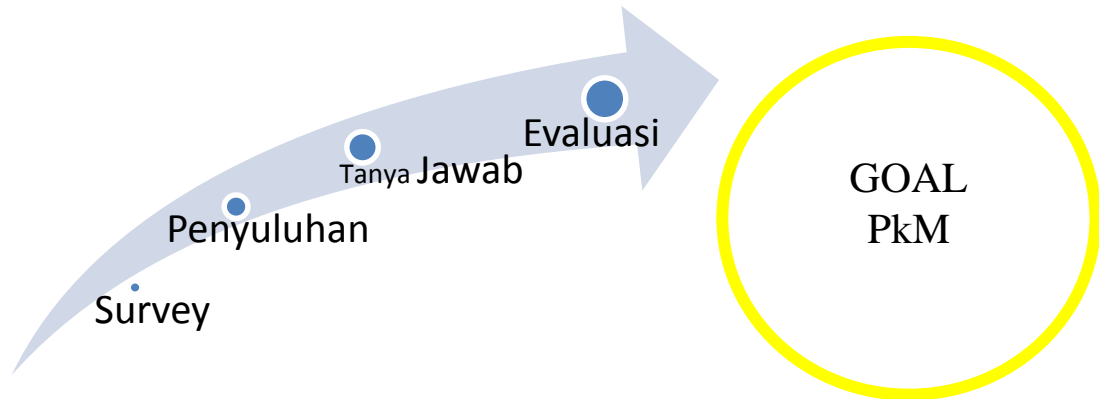 Survey
Penyuluhan
Tanya Jawab
Evaluasi
GOAL
PkM